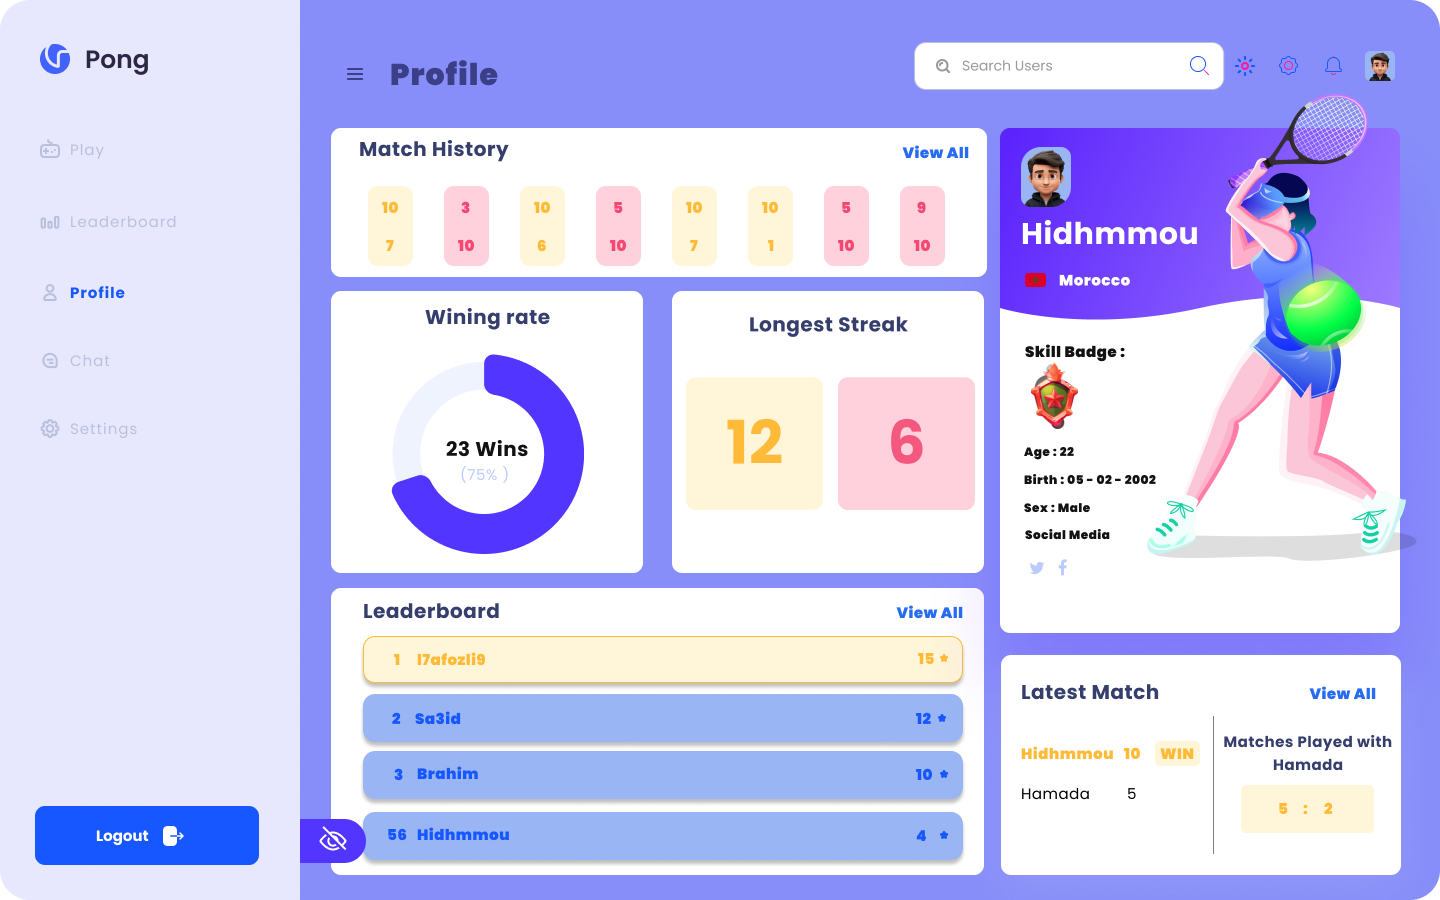 Pong
Play
Leaderboard
Profile
Chat
Settings
Logout
Profile
Search Users
Match History
View All
10 3 10 5 10 10 5 9
7 10 6 10 7 1 10 10
Wining rate
23 Wins
(75% )
Longest Streak
12 6
Leaderboard
View All
1 l7afozli9 15
2 Sa3id 12
3 Brahim 10
56 Hidhmmou 4
Hidhmmou
Morocco
Skill Badge :
Age : 22
Birth : 05 - 02 - 2002
Sex : Male
Social Media
Latest Match
View All
Hidhmmou 10 WIN
Hamada 5
Matches Played with
Hamada
5 : 2